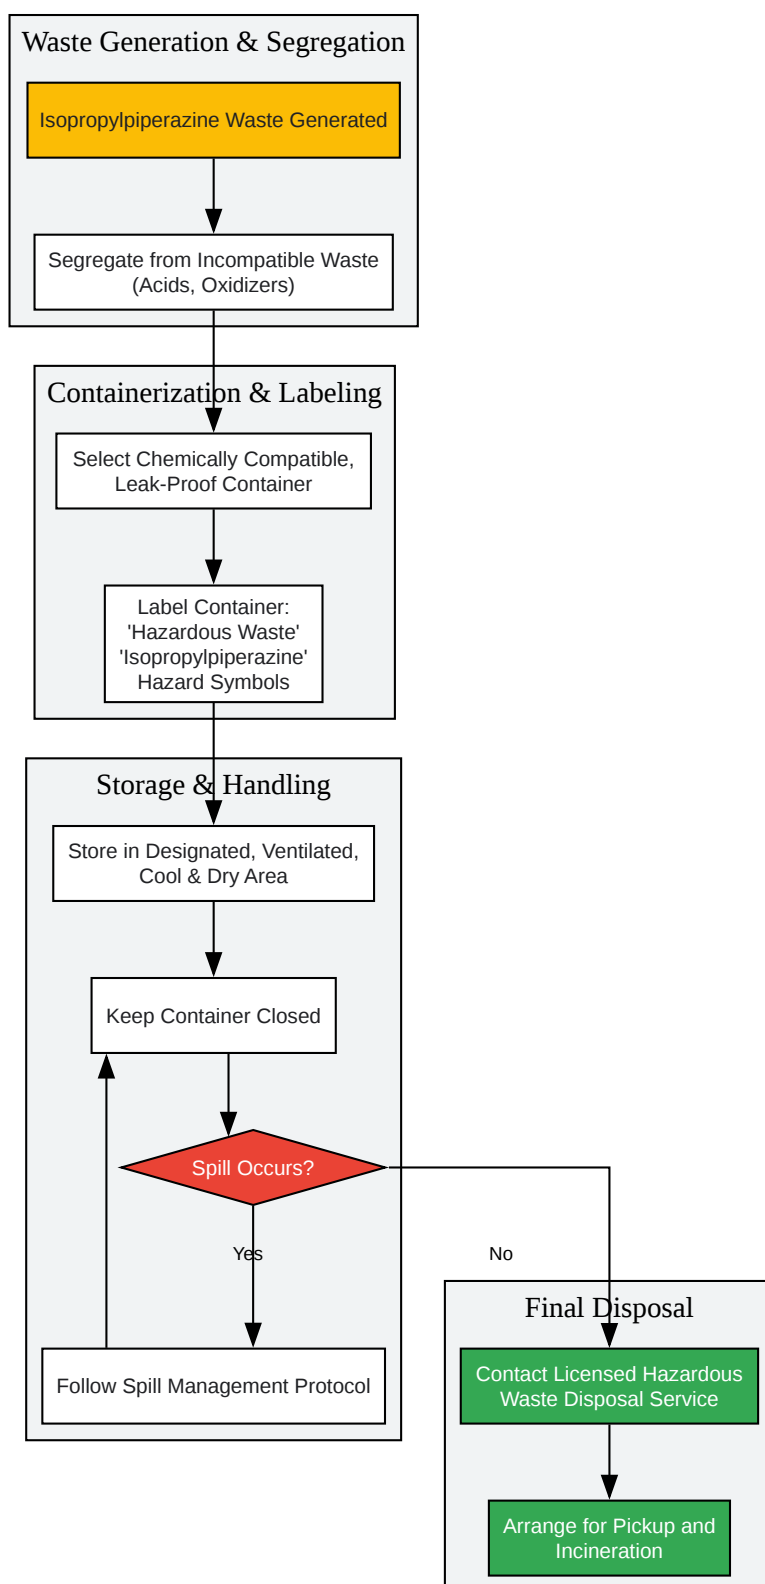 Waste Generation & Segregation
Isopropylpiperazine Waste Generated
Segregate from Incompatible Waste
(Acids, Oxidizers)
Containerization & Labeling
Select Chemically Compatible,
Leak-Proof Container
Label Container:
'Hazardous Waste'
'Isopropylpiperazine'
Hazard Symbols
Storage & Handling
Store in Designated, Ventilated,
Cool & Dry Area
Keep Container Closed
Spill Occurs?
Yes
No
Follow Spill Management Protocol
Final Disposal
Contact Licensed Hazardous
Waste Disposal Service
Arrange for Pickup and
Incineration